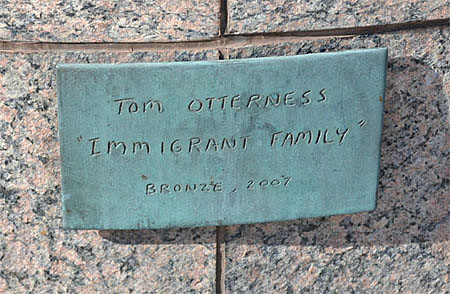 Tom OTTERNESS
"IMMIGRANT FAMILY"
BRONZE, 2007